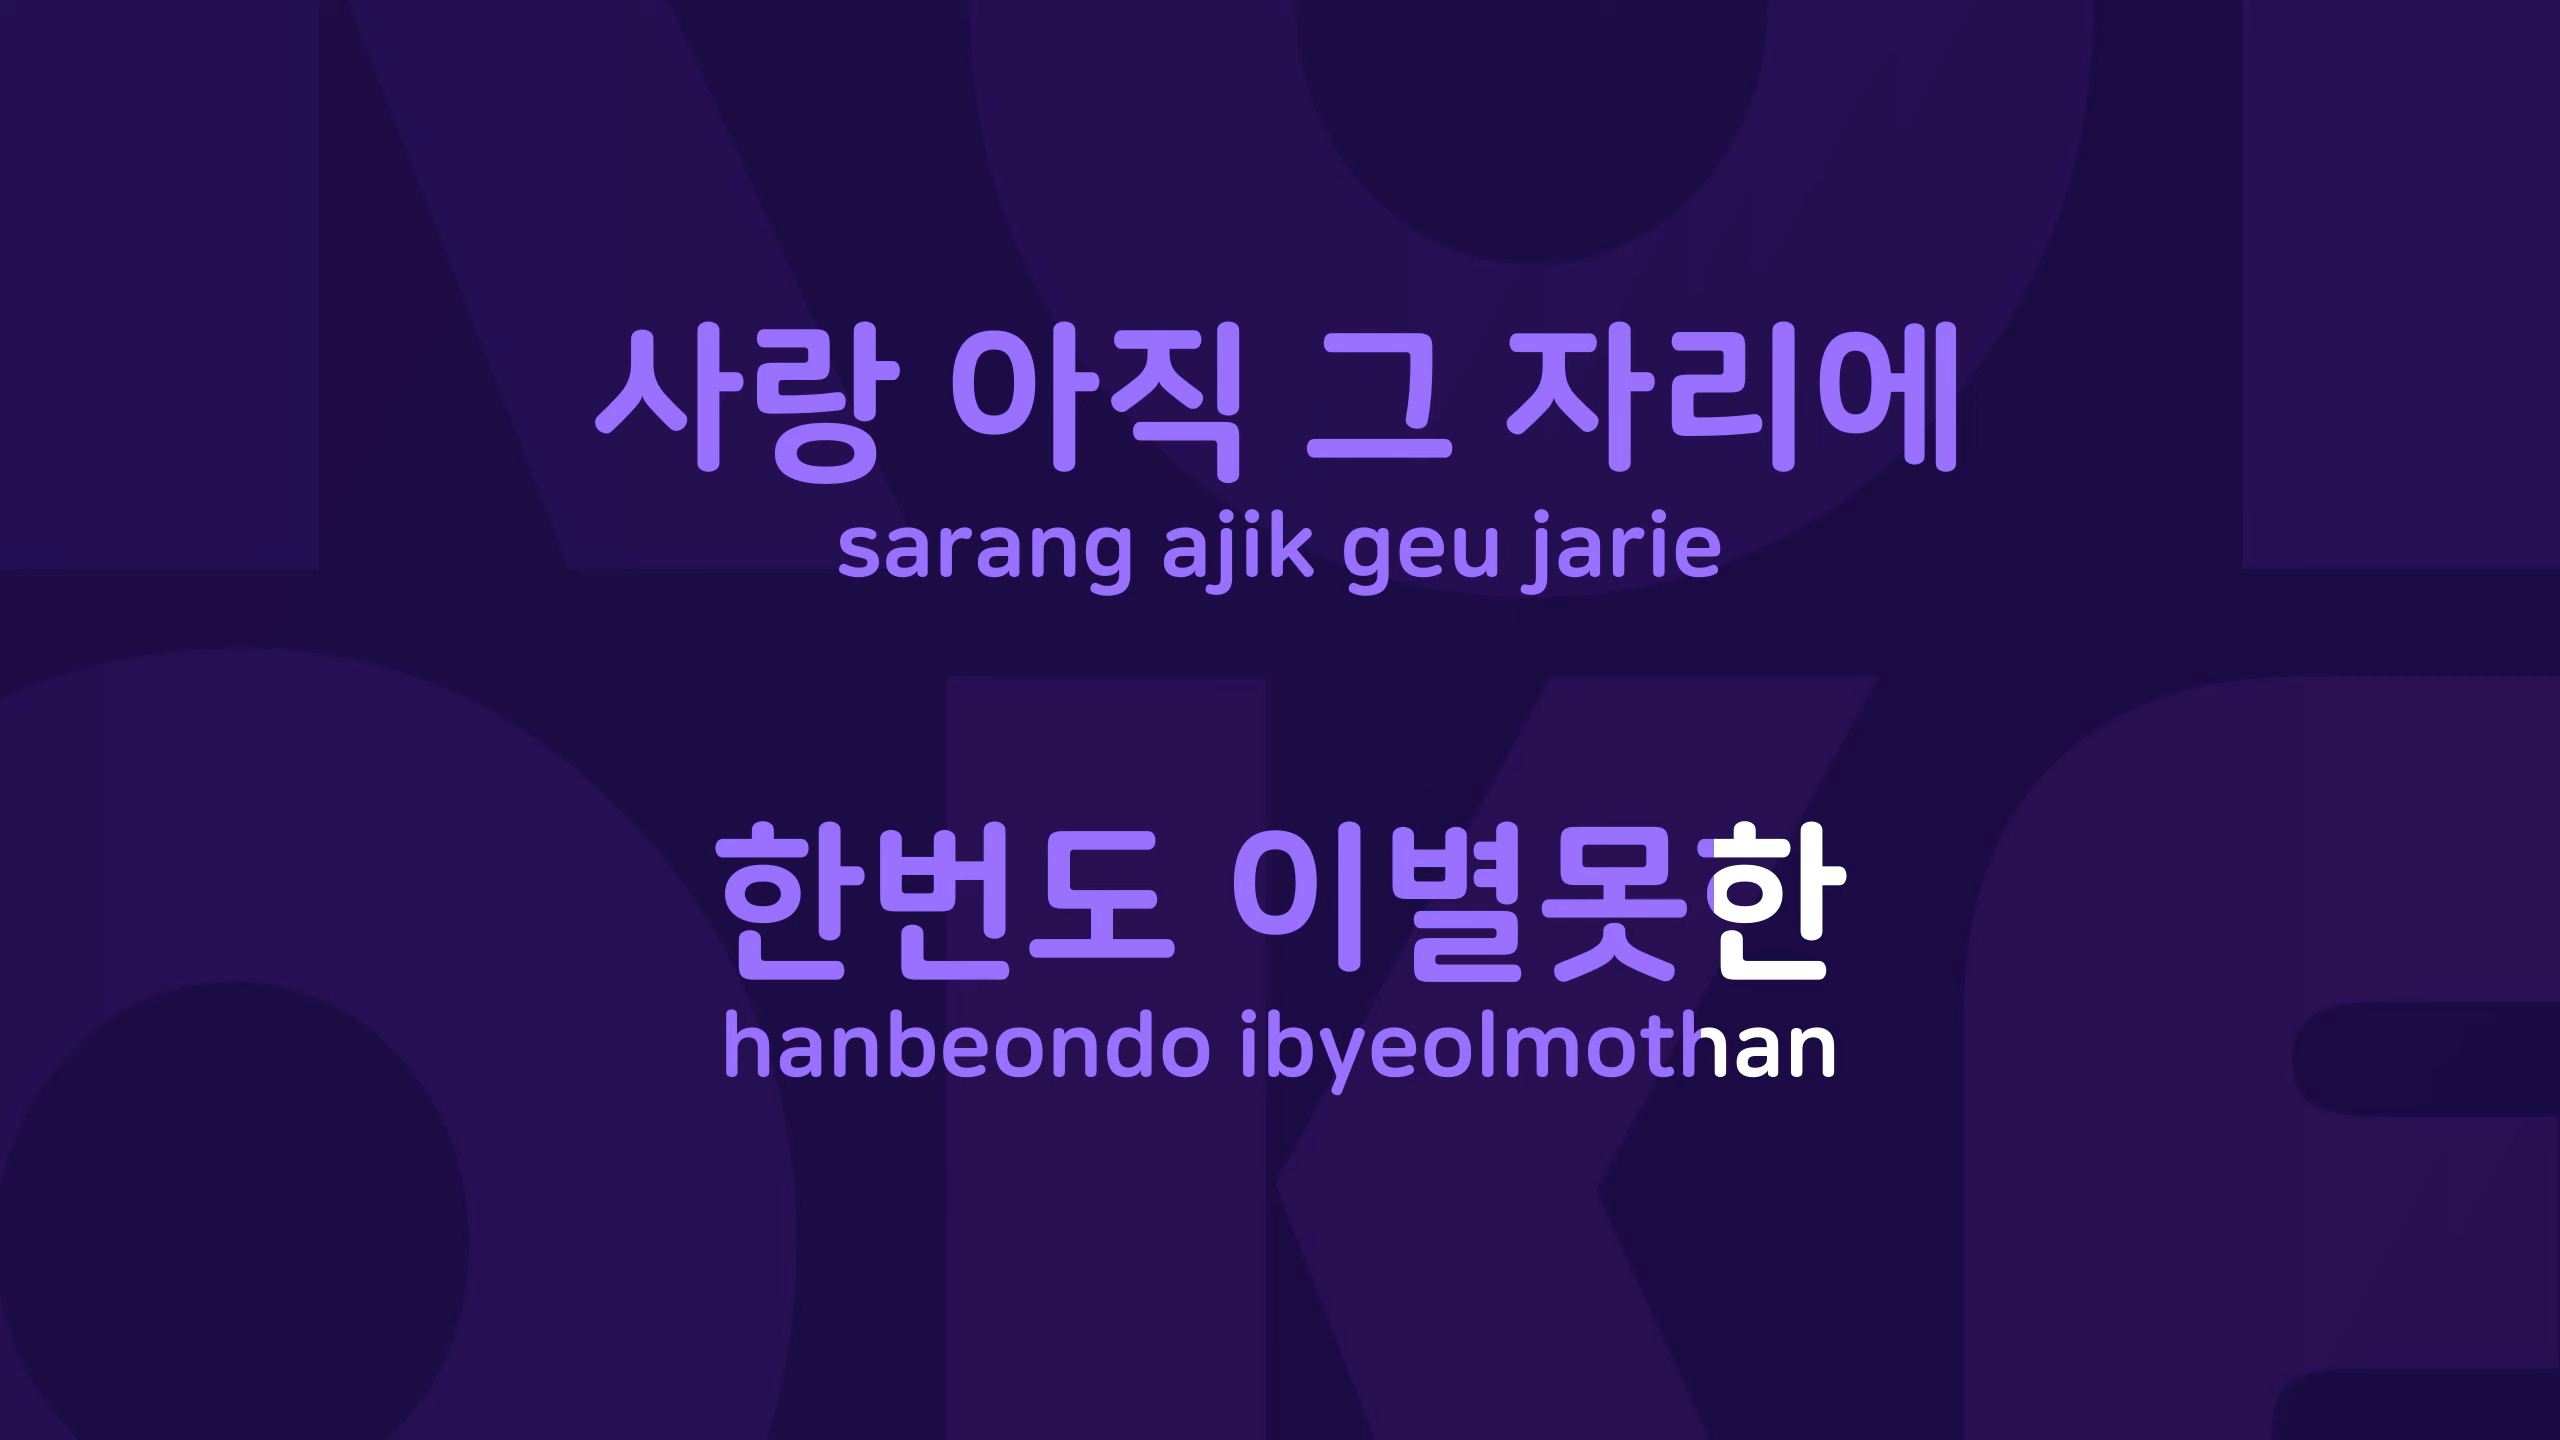 사랑 아직 그 자리에
sarang ajik geu jarie
한번도 이별못한
hanbeondo ibyeolmothan